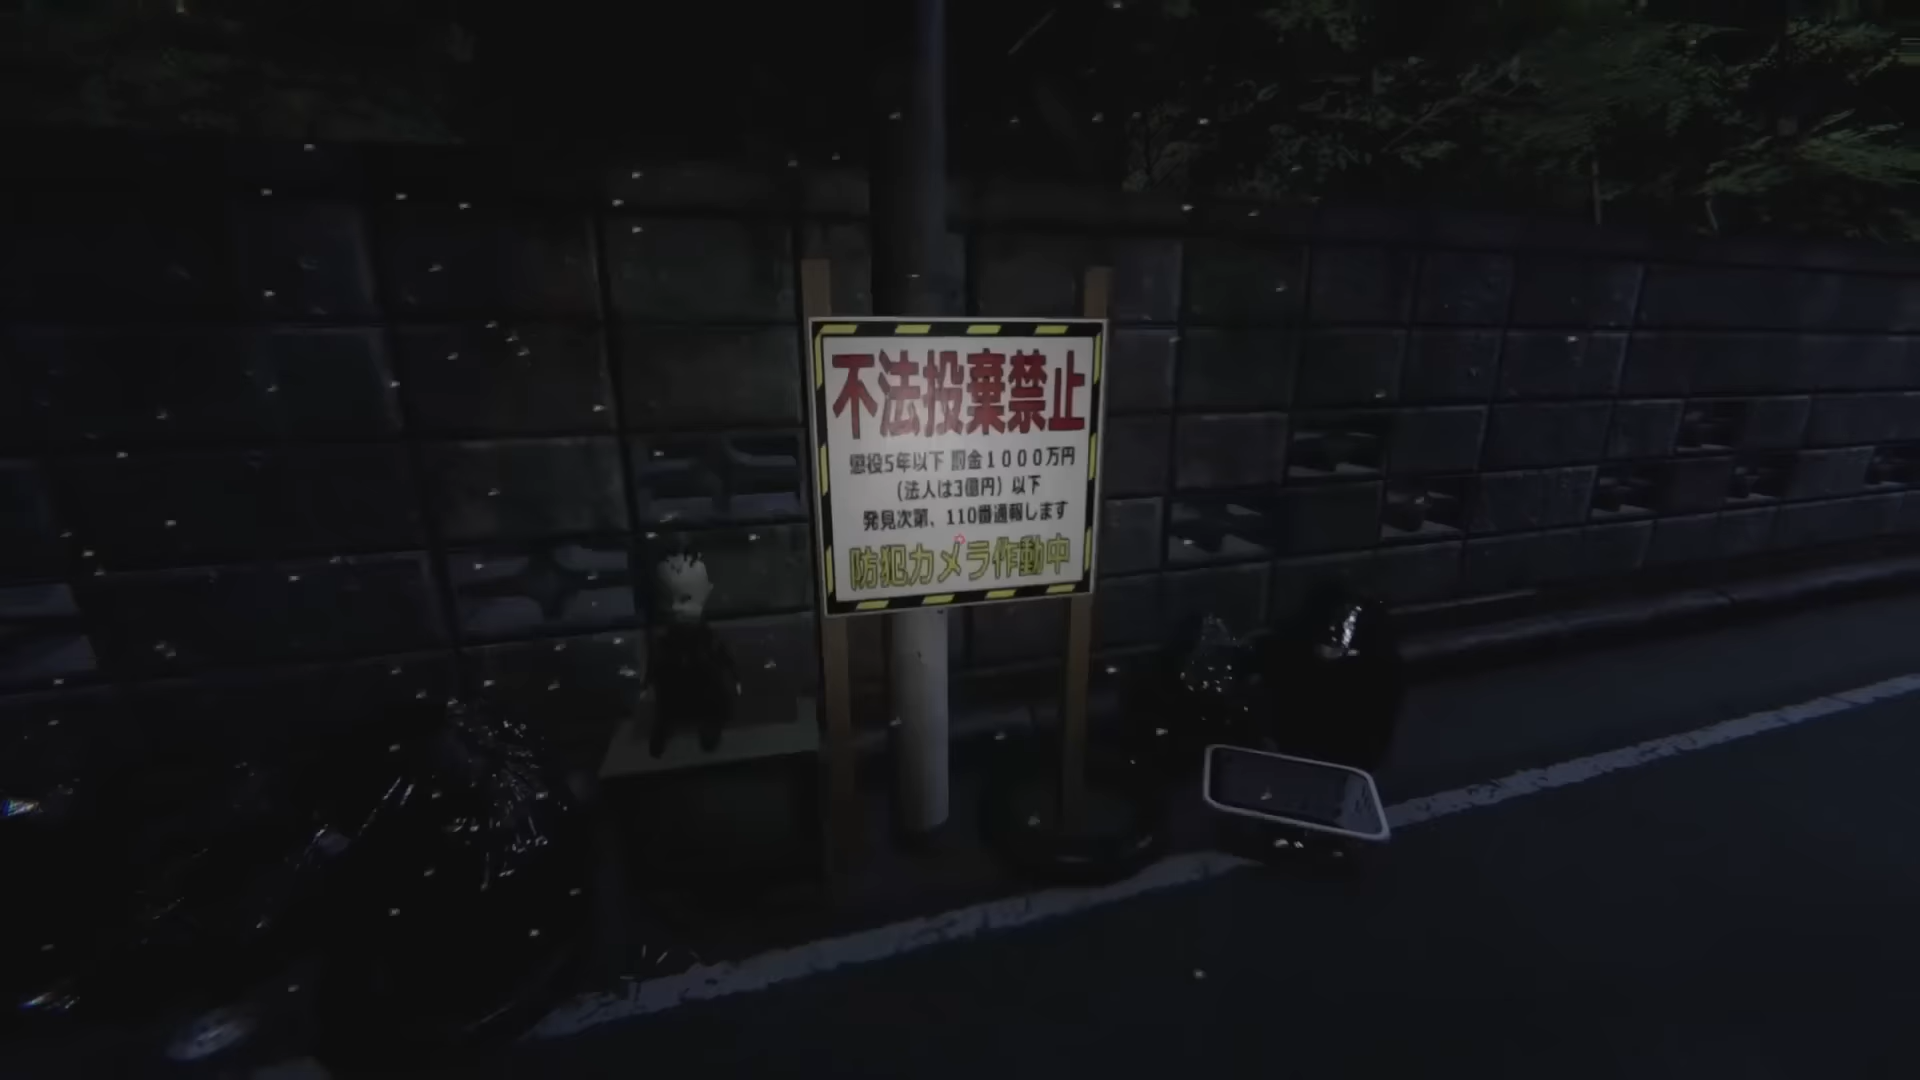 不法投棄禁止
懲役5年以下 罰金1000万円
(法人は3億円)以下
発見次第、110番通報します
防犯カメラ作動中